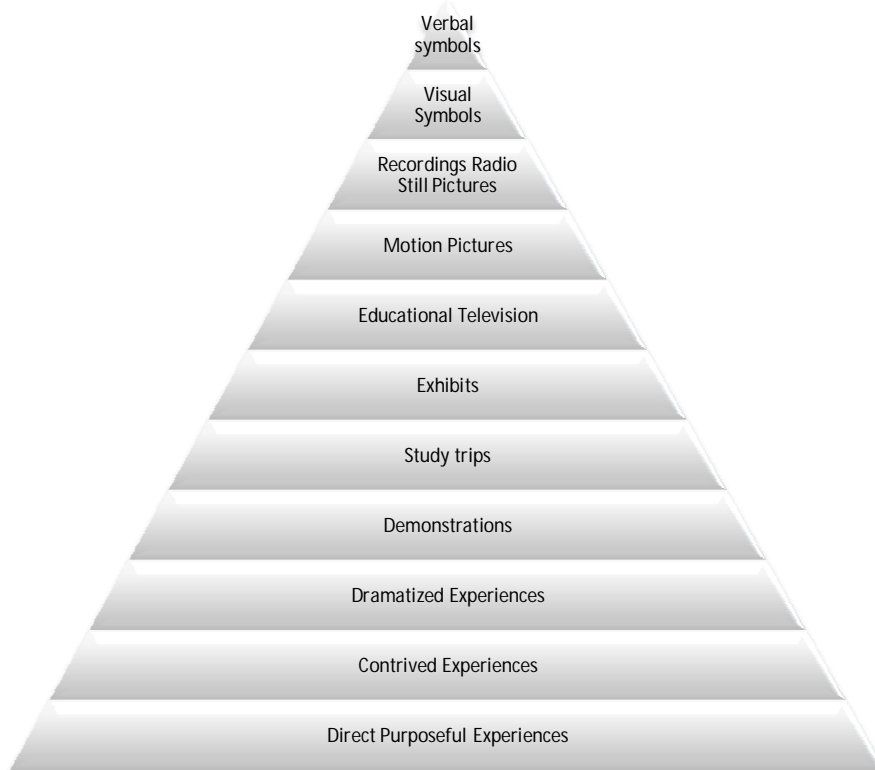 Verbal
symbols
Visual
Symbols
Recordings Radio
Still Pictures
Motion Pictures
Educational Television
Exhibits
Study trips
Demonstrations
Dramatized Experiences
Contrived Experiences
Direct Purposeful Experiences